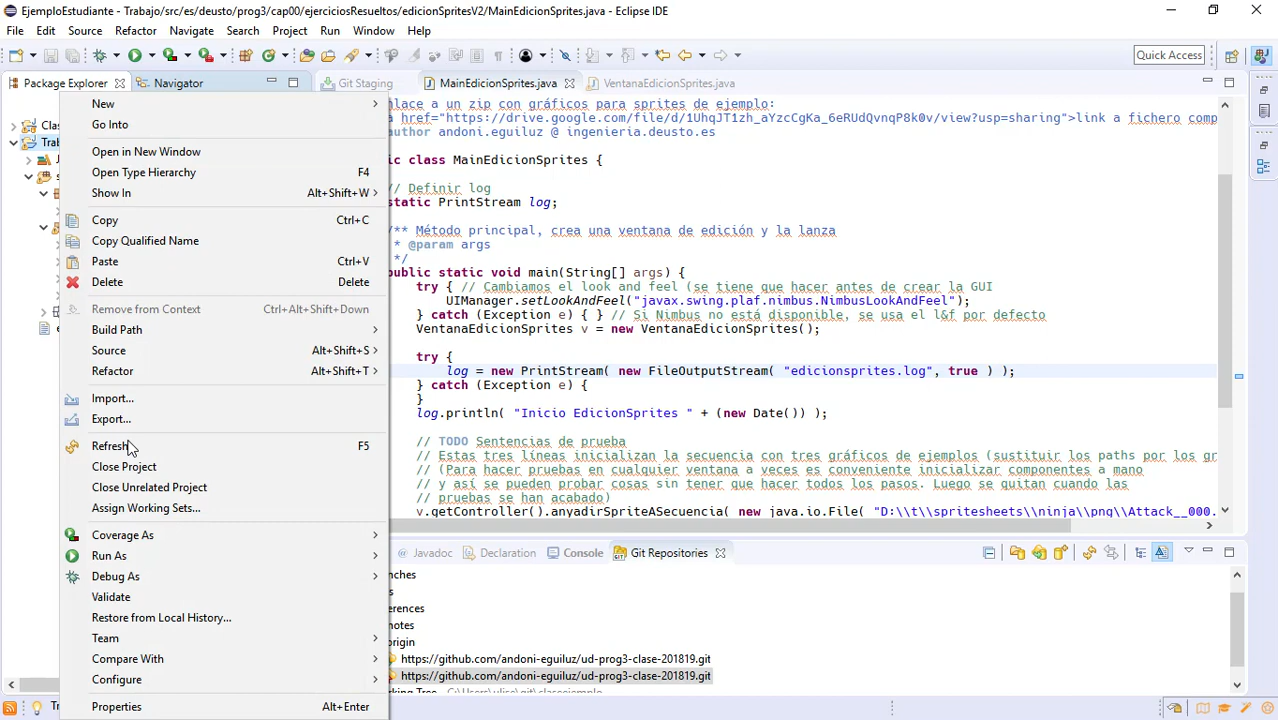 EjemploEstudiante - Trabajo/src/es/deusto/prog3/cap00/ejerciciosResueltos/edicionSpritesV2/MainEdicionSprites.java - Eclipse IDE
File Edit Source Refactor Navigate Search Project Run Window Help
Quick Access
Package Explorer Navigator Git Staging MainEdicionSprites.java VentanaEdicionSprites.java
New
Go Into
Open in New Window
Open Type Hierarchy F4
Show In Alt+Shift+W
Copy Ctrl+C
Copy Qualified Name
Paste Ctrl+V
Delete Delete
Remove from Context Ctrl+Alt+Shift+Down
Build Path
Source Alt+Shift+S
Refactor Alt+Shift+T
Import...
Export...
Refresh F5
Close Project
Close Unrelated Project
Assign Working Sets...
Coverage As
Run As
Debug As
Validate
Restore from Local History...
Team
Compare With
Configure
Properties Alt+Enter
Clas
Tral
nlace a un zip con gráficos para sprites de ejemplo:
href="https://drive.google.com/file/d/1UhqJT1zh_aYzcCgKa_6eRUdQvnqP8k0v/view?usp=sharing">link a fichero comp
author andoni.eguiluz @ ingenieria.deusto.es
ic class MainEdicionSprites {
// Definir log
static PrintStream log;
/** Método principal, crea una ventana de edición y la lanza
* @param args
*/
public static void main(String[] args) {
try { // Cambiamos el look and feel (se tiene que hacer antes de crear la GUI
UIManager.setLookAndFeel("javax.swing.plaf.nimbus.NimbusLookAndFeel");
} catch (Exception e) { } // Si Nimbus no está disponible, se usa el l&f por defecto
VentanaEdicionSprites v = new VentanaEdicionSprites();
try {
log = new PrintStream( new FileOutputStream( "edicionsprites.log", true ) );
} catch (Exception e) {
}
log.println( "Inicio EdicionSprites " + (new Date()) );
// TODO Sentencias de prueba
// Estas tres líneas inicializan la secuencia con tres gráficos de ejemplos (sustituir los paths por los gr
// (Para hacer pruebas en cualquier ventana a veces es conveniente inicializar componentes a mano
// y así se pueden probar cosas sin tener que hacer todos los pasos. Luego se quitan cuando las
// pruebas se han acabado)
v.getController().anyadirSpriteASecuencia( new java.io.File( "D:\\t\\spritesheets\\ninja\\png\\Attack__000.
Javadoc Declaration Console Git Repositories
nches
s
erences
notes
origin
https://github.com/andoni-eguiluz/ud-prog3-clase-201819.git
https://github.com/andoni-eguiluz/ud-prog3-clase-201819.git
Tra